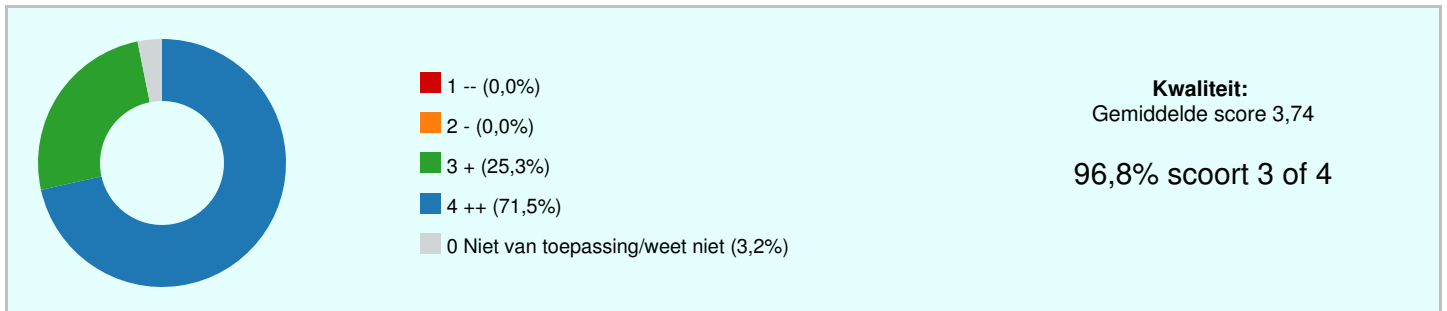 1 -- (0,0%)
2 - (0,0%)
3 + (25,3%)
4 ++ (71,5%)
0 Niet van toepassing/weet niet (3,2%)
Kwaliteit:
Gemiddelde score 3,74
96,8% scoort 3 of 4